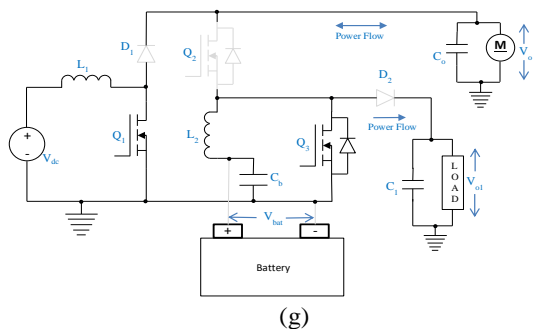 D1
Q2
Power Flow
Co
M
Vo
L1
D2
Vdc
Q1
L2
Q3
Power Flow
Cb
C1
LOAD
Vo1
Vbat
+
-
Battery
(g)